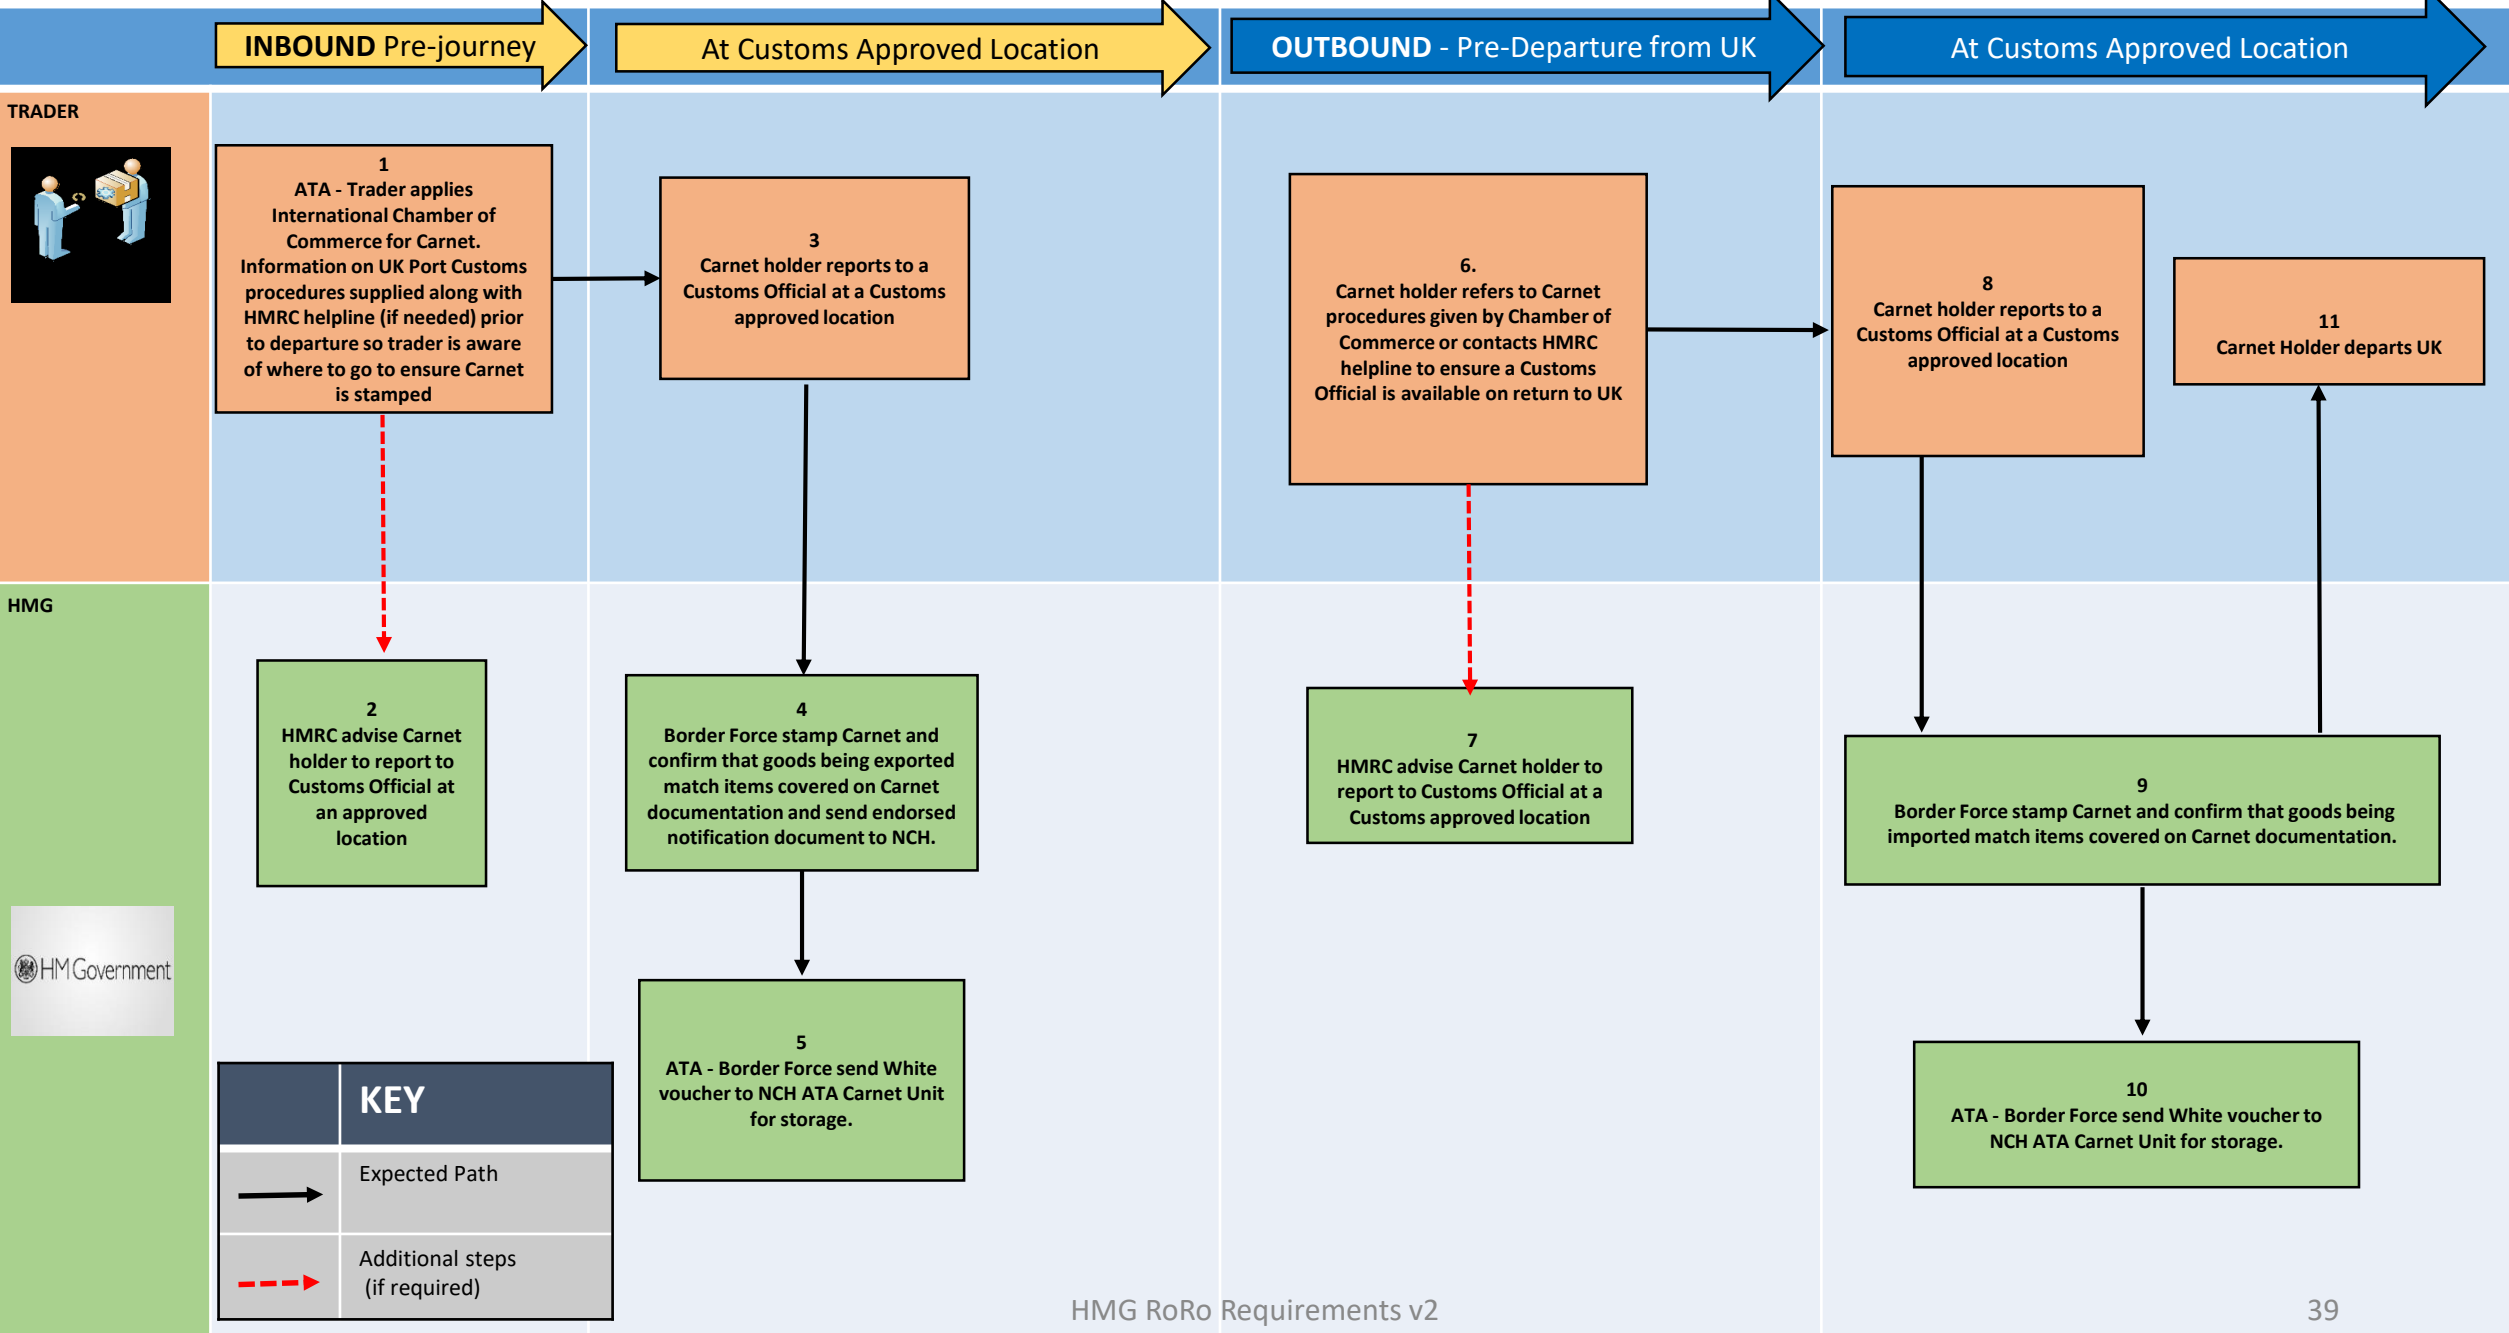 INBOUND Pre-journey
At Customs Approved Location
OUTBOUND - Pre-Departure from UK
At Customs Approved Location
TRADER
1
ATA - Trader applies
International Chamber of
Commerce for Carnet.
Information on UK Port Customs
procedures supplied along with
HMRC helpline (if needed) prior
to departure so trader is aware
of where to go to ensure Carnet
is stamped
3
Carnet holder reports to a
Customs Official at a Customs
approved location
6.
Carnet holder refers to Carnet
procedures given by Chamber of
Commerce or contacts HMRC
helpline to ensure a Customs
Official is available on return to UK
8
Carnet holder reports to a
Customs Official at a Customs
approved location
11
Carnet Holder departs UK
HMG
2
HMRC advise Carnet
holder to report to
Customs Official at
an approved
location
4
Border Force stamp Carnet and
confirm that goods being exported
match items covered on Carnet
documentation and send endorsed
notification document to NCH.
7
HMRC advise Carnet holder to
report to Customs Official at a
Customs approved location
9
Border Force stamp Carnet and confirm that goods being
imported match items covered on Carnet documentation.
HM Government
5
ATA - Border Force send White
voucher to NCH ATA Carnet Unit
for storage.
10
ATA - Border Force send White voucher to
NCH ATA Carnet Unit for storage.
KEY
Expected Path
Additional steps
(if required)
HMG RoRo Requirements v2
39